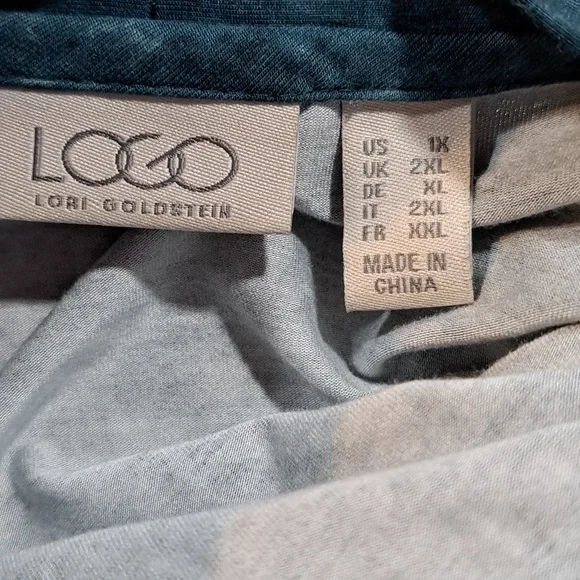 LOGO
LORI GOLDSTEIN
US 1X
UK 2XL
DE XL
IT 2XL
FR XXL
MADE IN
CHINA